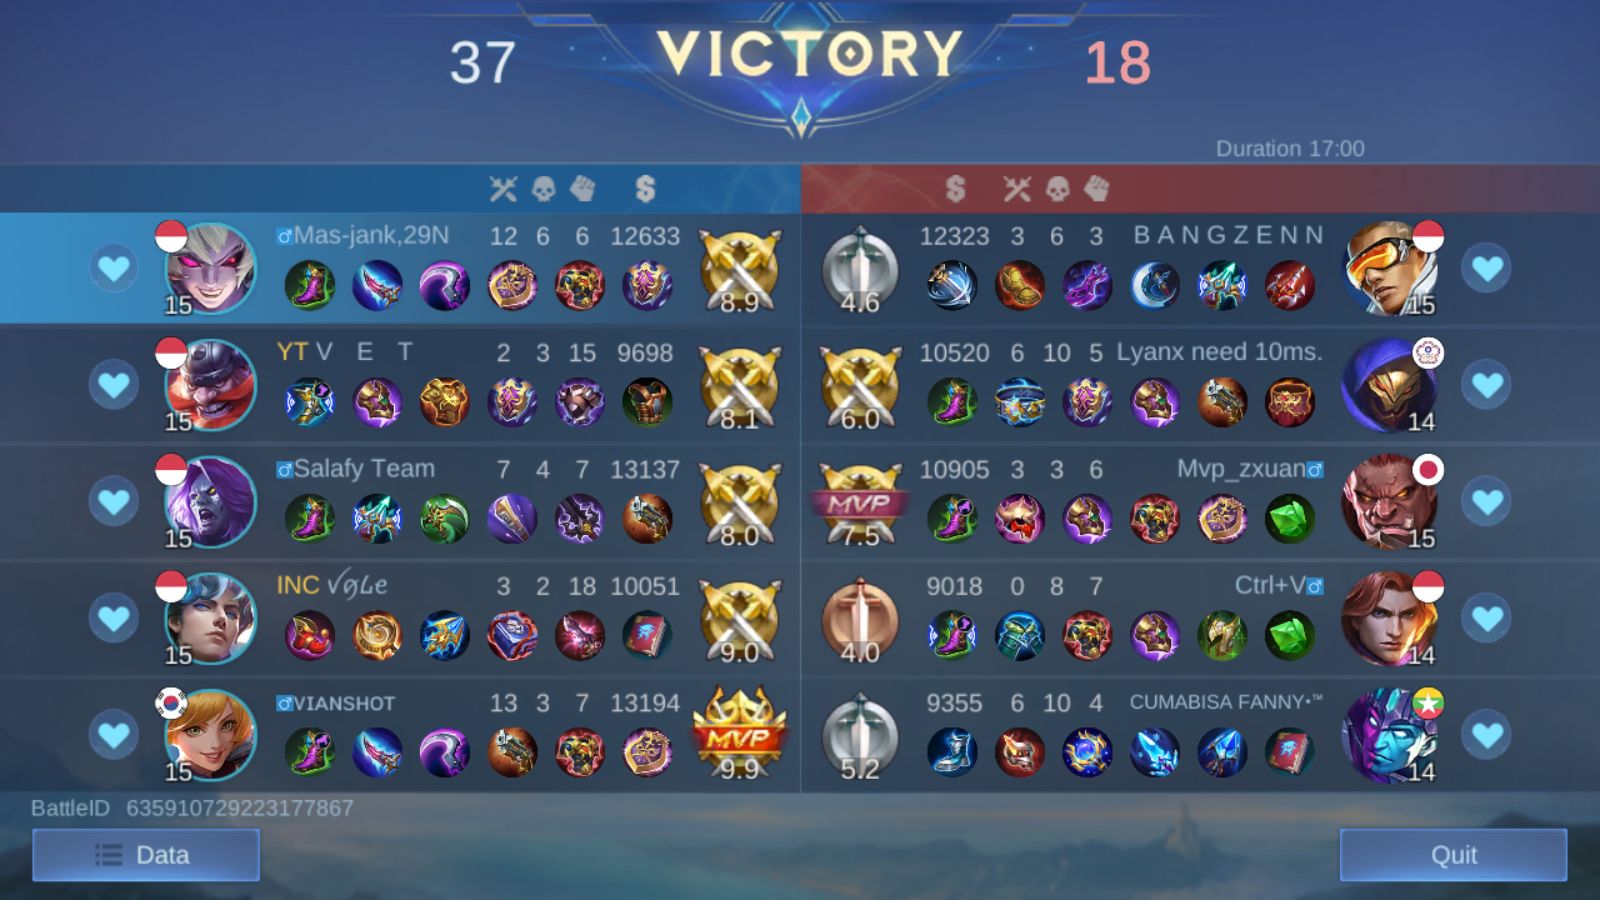 37 VICTORY 18
Duration 17:00
Mas-jank,29N 12 6 6 12633
15 8.9
12323 3 6 3 B A N G Z E N N
4.6 15
YT V E T 2 3 15 9698
15 8.1
10520 6 10 5 Lyanx need 10ms.
6.0 14
Salafy Team 7 4 7 13137
15 8.0
10905 3 3 6 Mvp_zxuan
MVP
7.5 15
INC √galе 3 2 18 10051
15 9.0
9018 0 8 7 Ctrl+V
4.0 14
VIANSHOT 13 3 7 13194
MVP
15 9.9
9355 6 10 4 CUMABISA FANNY•™
5.2 14
BattleID 635910729223177867
Data
Quit